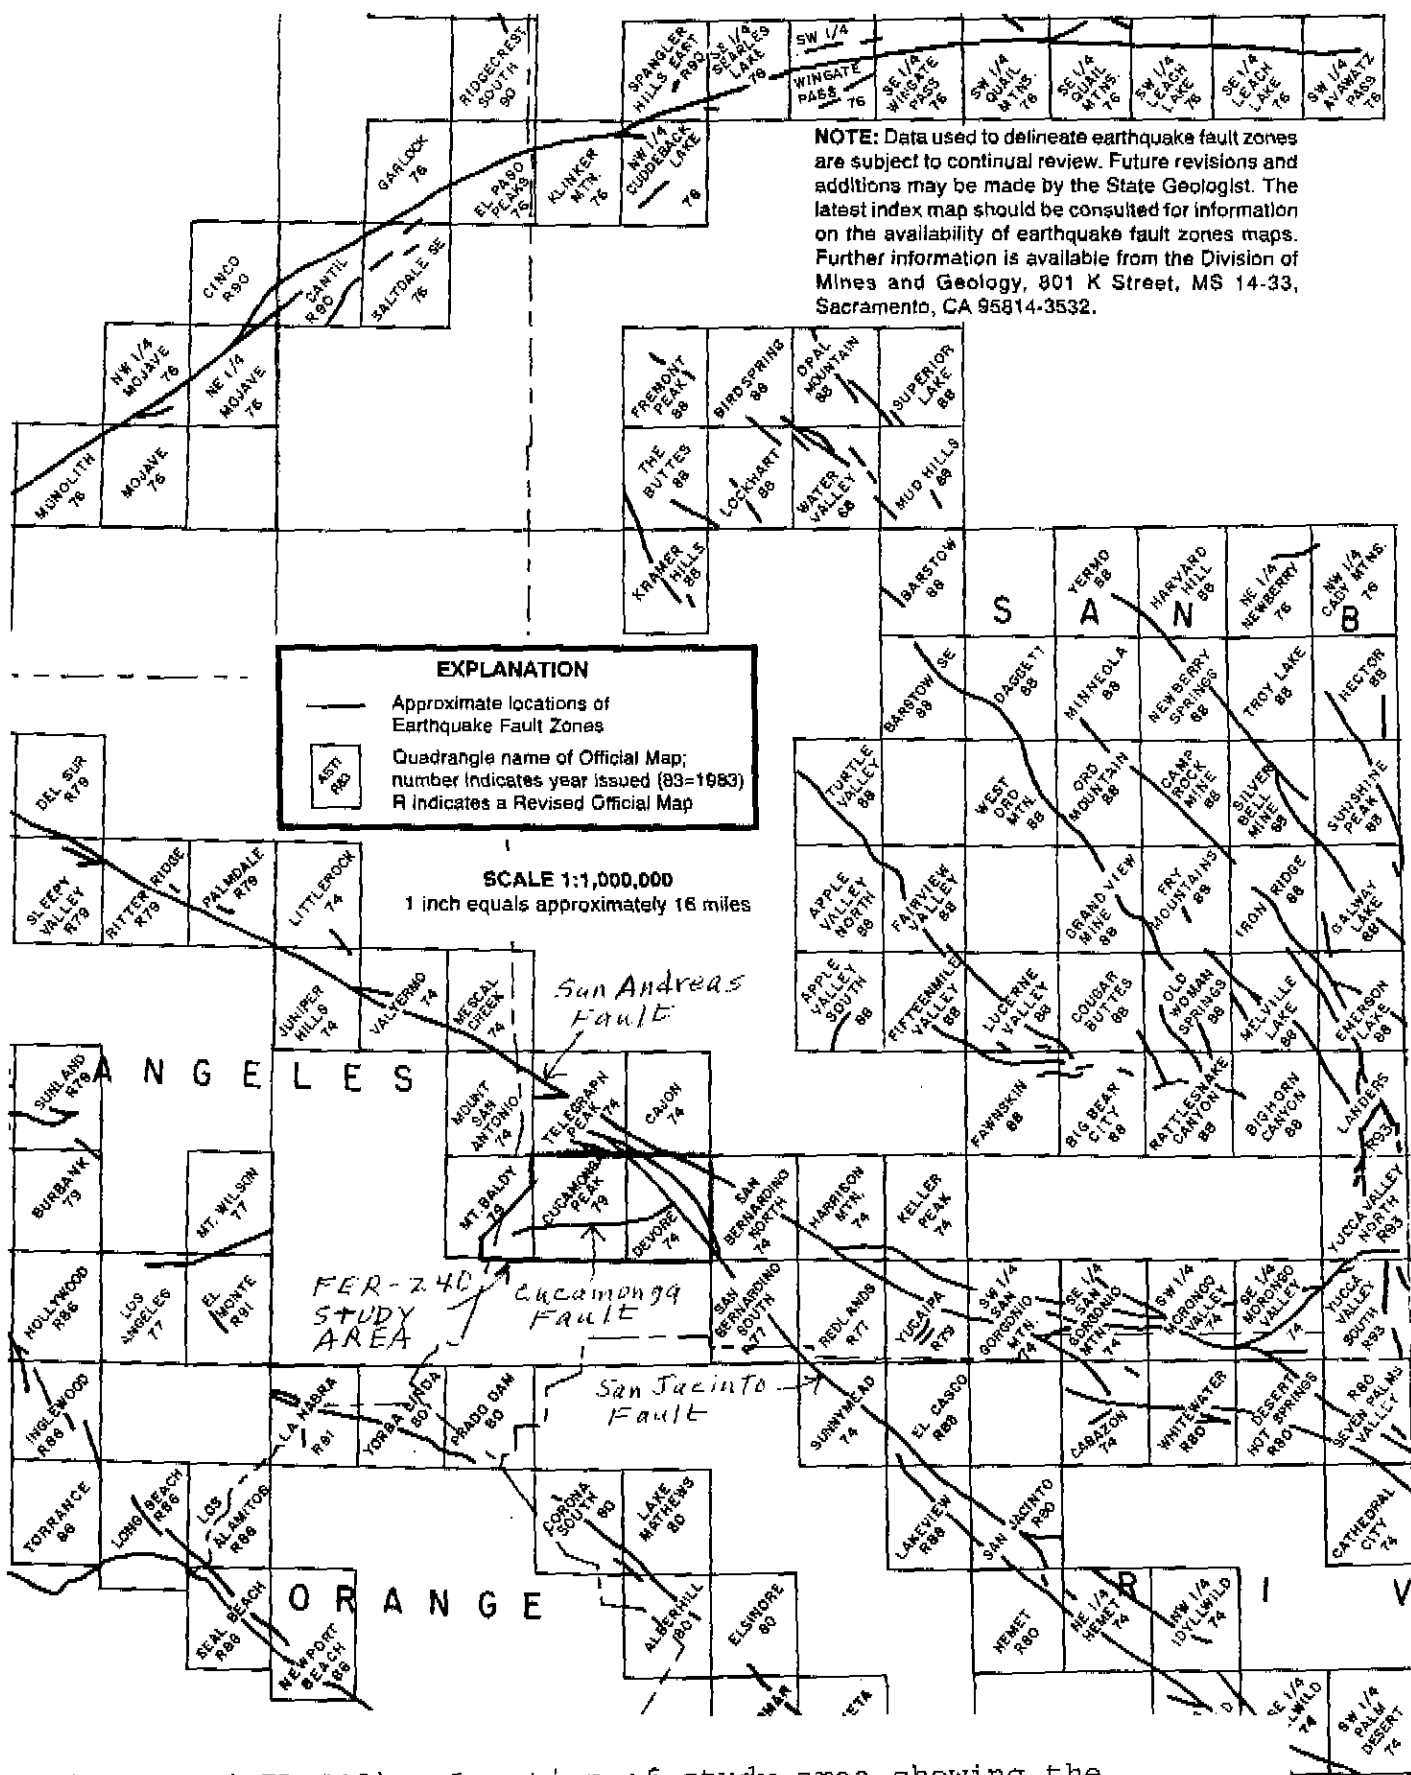 RIDGECREST
SOUTH
90
SPANGLER
HILLS EAST
R90
SE 1/4
SEARLES
LAKE
76
SW 1/4
WINGATE
PASS
76
SE 1/4
WINGATE
PASS
76
SW 1/4
QUAIL
MTNS.
76
SE 1/4
QUAIL
MTNS.
76
SW 1/4
LEACH
LAKE
76
SE 1/4
LEACH
LAKE
76
SW 1/4
AVAWATZ
PASS
76
GARLOCK
76
EL PASO
PEAKS
76
KLINKER
MTN.
76
NW 1/4
CUDDEBACK
LAKE
76
NOTE: Data used to delineate earthquake fault zones
are subject to continual review. Future revisions and
additions may be made by the State Geologist. The
latest index map should be consulted for information
on the availability of earthquake fault zones maps.
Further information is available from the Division of
Mines and Geology, 801 K Street, MS 14-33,
Sacramento, CA 95814-3532.
CINCO
R90
CANTIL
R90
SALTDALE SE
76
NW 1/4
MOJAVE
76
NE 1/4
MOJAVE
76
FREMONT
PEAK
88
BIRDSPRING
88
OPAL
MOUNTAIN
88
SUPERIOR
LAKE
88
MONOLITH
76
MOJAVE
76
THE
BUTTES
88
LOCKHART
88
WATER
VALLEY
88
MUD HILLS
88
KRAMER
HILLS
88
BARSTOW
88
YERMO
88
HARVARD
HILL
88
NE 1/4
NEWBERRY
76
NW 1/4
CADY MTNS.
76
S A N B
EXPLANATION
Approximate locations of
Earthquake Fault Zones
ASTI
R83
Quadrangle name of Official Map;
number indicates year issued (83=1983)
R indicates a Revised Official Map
BARSTOW SE
88
DAGGETT
88
MINNEOLA
88
NEWBERRY
SPRINGS
88
TROY LAKE
88
HECTOR
88
DEL SUR
R79
TURTLE
VALLEY
88
WEST
ORD
MTN.
88
ORD
MOUNTAIN
88
CAMP
ROCK
MINE
88
SILVER
BELL
MINE
88
SUNSHINE
PEAK
88
SCALE 1:1,000,000
1 inch equals approximately 16 miles
SLEEPY
VALLEY
R79
RITTER RIDGE
R79
PALMDALE
R79
LITTLEROCK
74
APPLE
VALLEY
NORTH
88
FAIRVIEW
VALLEY
88
GRAND VIEW
MINE
88
FRY
MOUNTAINS
88
IRON RIDGE
88
GALWAY
LAKE
88
JUNIPER
HILLS
74
VALYERMO
74
MESCAL
CREEK
74
San Andreas
Fault
APPLE
VALLEY
SOUTH
88
FIFTEENMILE
VALLEY
88
LUCERNE
VALLEY
88
COUGAR
BUTTES
88
OLD
WOMAN
SPRINGS
88
MELVILLE
LAKE
88
EMERSON
LAKE
88
SUNLAND
R79
ANGELES
MOUNT
SAN
ANTONIO
74
TELEGRAPH
PEAK
74
CAJON
74
FAWNSKIN
88
BIG BEAR
CITY
88
RATTLESNAKE
CANYON
88
BIGHORN
CANYON
88
LANDERS
R93
BURBANK
79
MT. WILSON
77
MT. BALDY
79
CUCAMONGA
PEAK
79
DEVORE
74
SAN
BERNARDINO
NORTH
74
HARRISON
MTN.
74
KELLER
PEAK
74
YUCCA VALLEY
NORTH
R93
HOLLYWOOD
R86
LOS
ANGELES
77
EL
MONTE
R91
FER-240
STUDY
AREA
Cucamonga
Fault
SAN
BERNARDINO
SOUTH
R77
REDLANDS
R77
YUCAIPA
R79
SW 1/4
SAN
GORGONIO
MTN.
74
SE 1/4
SAN
GORGONIO
MTN.
74
SW 1/4
MORONGO
VALLEY
74
SE 1/4
MORONGO
VALLEY
74
YUCCA
VALLEY
SOUTH
R93
INGLEWOOD
R86
LA HABRA
R91
YORBA LINDA
80
PRADO DAM
80
San Jacinto
Fault
SUNNYMEAD
74
EL CASCO
R88
CABAZON
74
WHITEWATER
R80
DESERT
HOT SPRINGS
R80
R80
SEVEN PALMS
VALLEY
TORRANCE
86
LONG BEACH
R86
LOS
ALAMITOS
R86
CORONA
SOUTH
80
LAKE
MATHEWS
80
LAKEVIEW
R88
SAN JACINTO
R80
CATHEDRAL
CITY
74
SEAL BEACH
R86
ORANGE
NEWPORT
BEACH
86
ALBERHILL
80
ELSINORE
80
HEMET
R80
NE 1/4
HEMET
74
NW 1/4
IDYLLWILD
74
R I V
MAR
ETA
D
SE 1/4
LWILD
74
SW 1/4
PALM
DESERT
74
of study area showing the